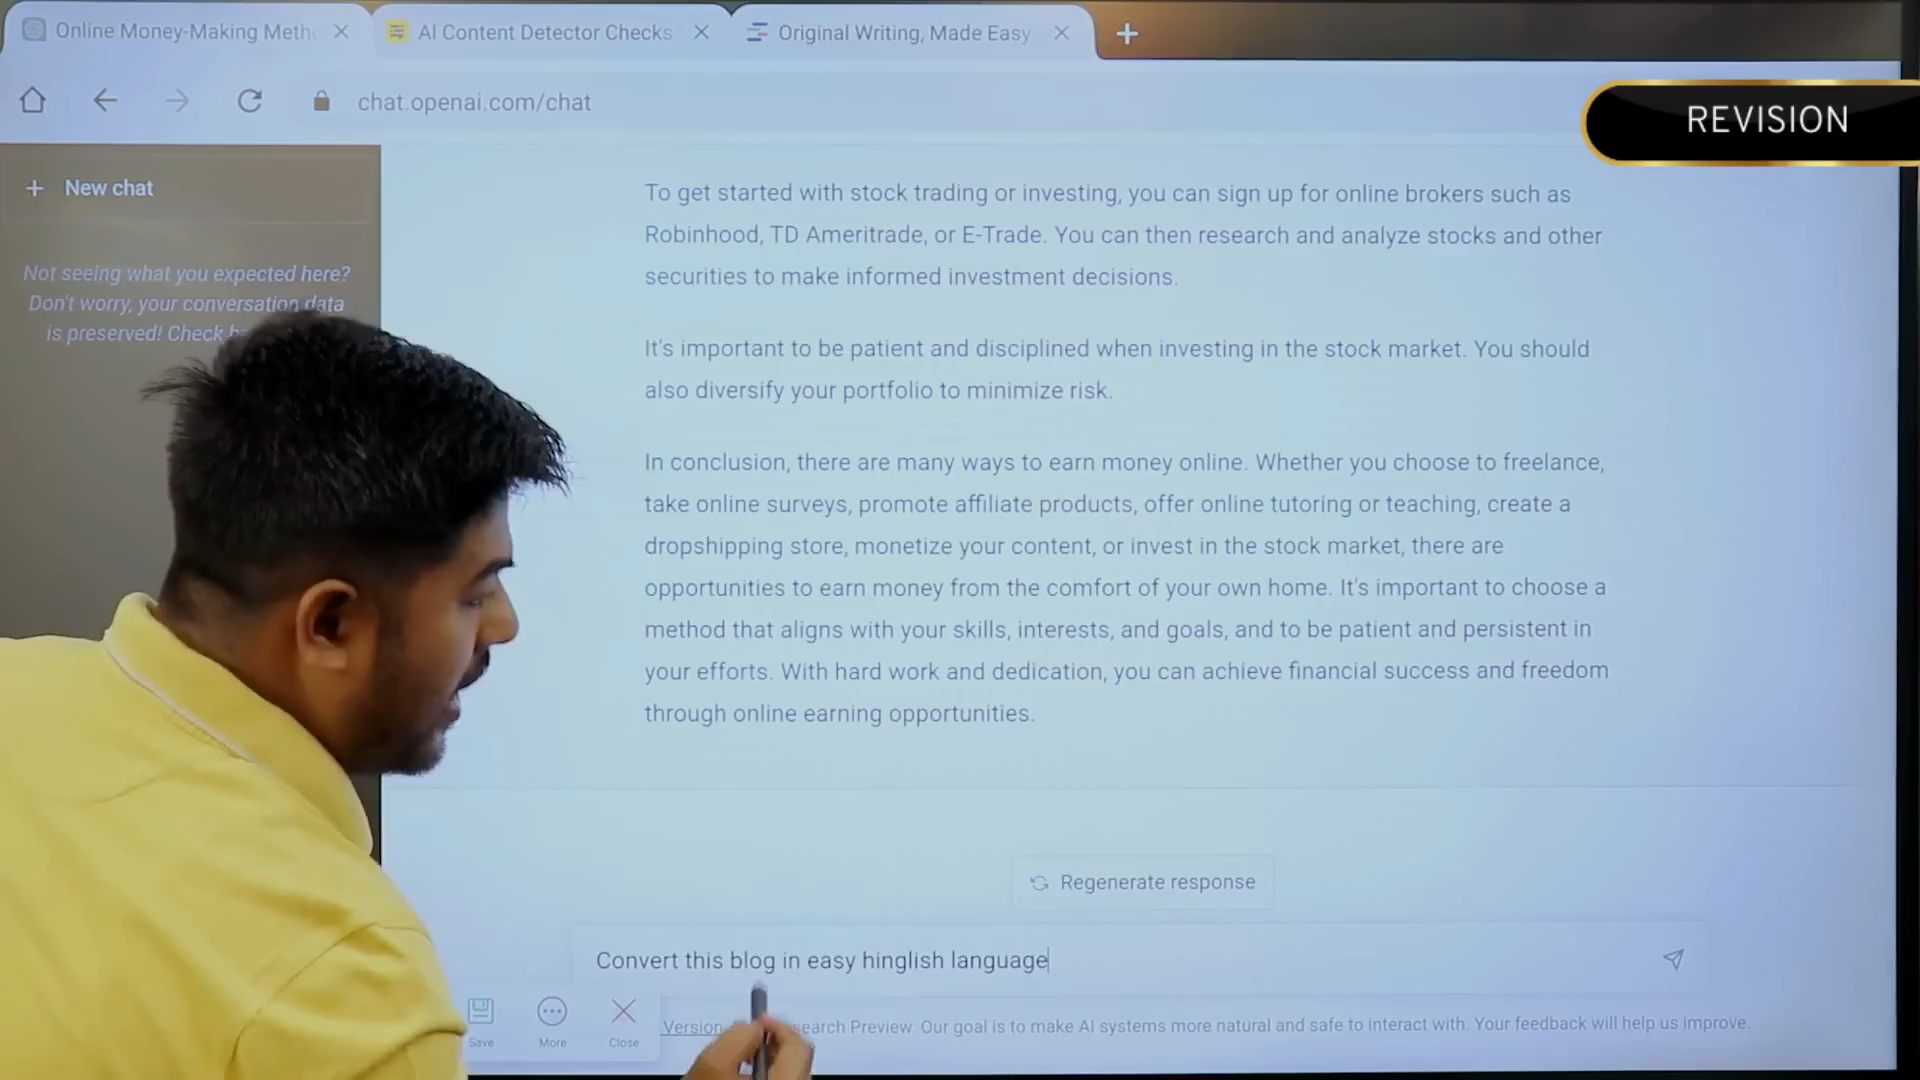 Online Money-Making Meth
AI Content Detector Checks
Original Writing, Made Easy
chat.openai.com/chat
REVISION
New chat
Not seeing what you expected here?
Don't worry, your conversation data
is preserved! Check
To get started with stock trading or investing, you can sign up for online brokers such as
Robinhood, TD Ameritrade, or E-Trade. You can then research and analyze stocks and other
securities to make informed investment decisions.
It's important to be patient and disciplined when investing in the stock market. You should
also diversify your portfolio to minimize risk.
In conclusion, there are many ways to earn money online. Whether you choose to freelance,
take online surveys, promote affiliate products, offer online tutoring or teaching, create a
dropshipping store, monetize your content, or invest in the stock market, there are
opportunities to earn money from the comfort of your own home. It's important to choose a
method that aligns with your skills, interests, and goals, and to be patient and persistent in
your efforts. With hard work and dedication, you can achieve financial success and freedom
through online earning opportunities.
Regenerate response
Convert this blog in easy hinglish language
Save
More
Close
Version
search Preview. Our goal is to make AI systems more natural and safe to interact with. Your feedback will help us improve.